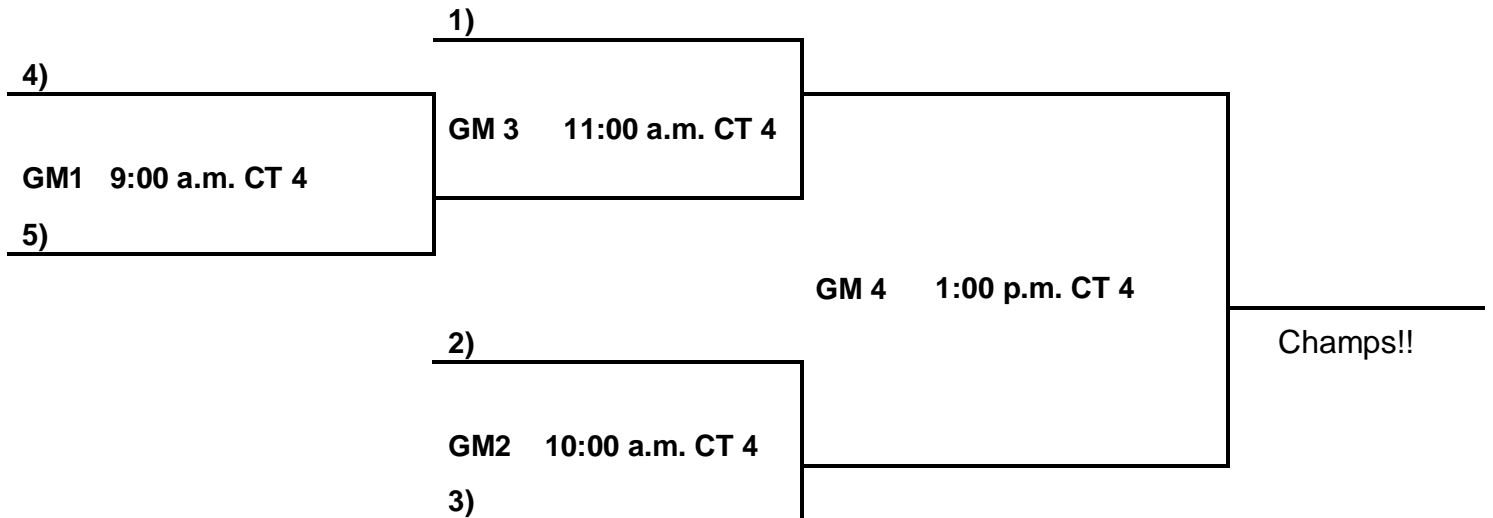 1)
4)
GM 3 11:00 a.m. CT 4
GM1 9:00 a.m. CT 4
5)
GM 4 1:00 p.m. CT 4
2)
Champs!!
GM2 10:00 a.m. CT 4
3)